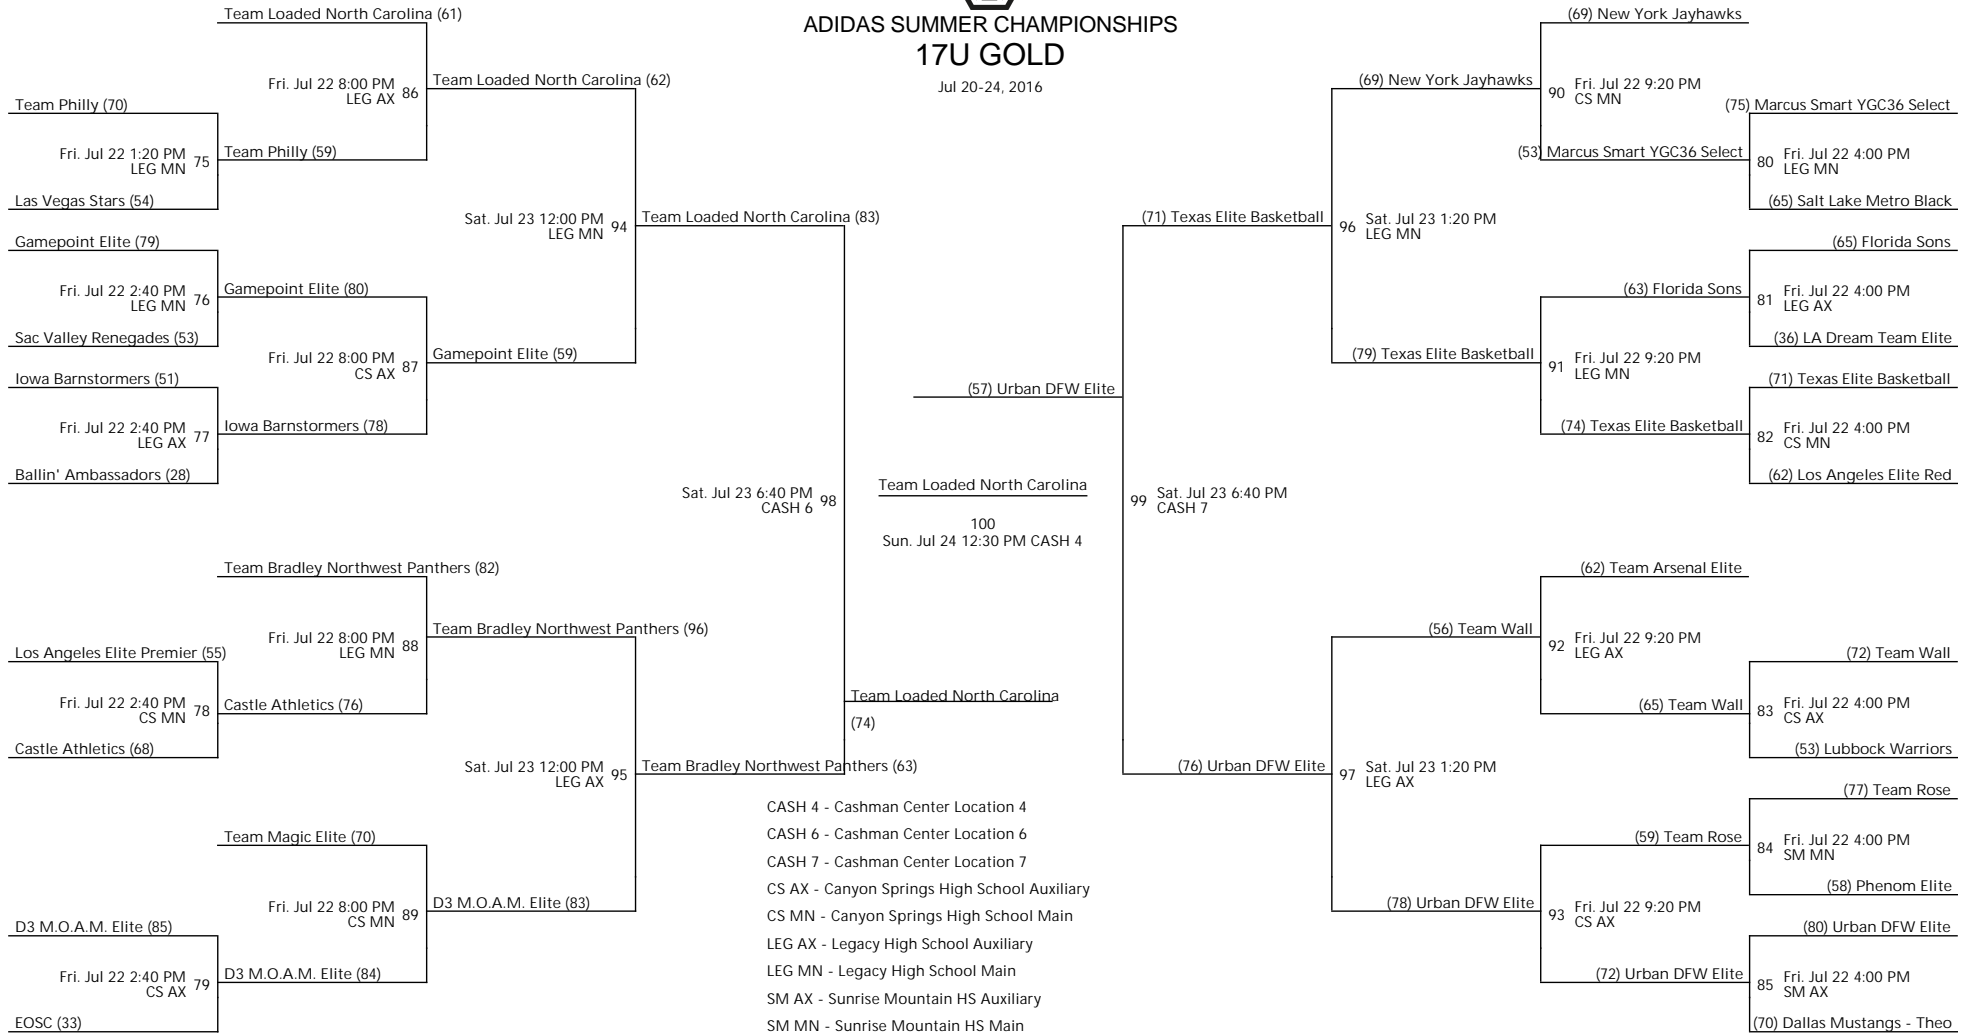 ADIDAS SUMMER CHAMPIONSHIPS
17U GOLD
Jul 20-24, 2016
Team Loaded North Carolina (61)
Fri. Jul 22 8:00 PM
LEG AX
86
Team Loaded North Carolina (62)
Team Philly (70)
Fri. Jul 22 1:20 PM
LEG MN
75
Team Philly (59)
Las Vegas Stars (54)
Sat. Jul 23 12:00 PM
LEG MN
94
Team Loaded North Carolina (83)
Gamepoint Elite (79)
Fri. Jul 22 2:40 PM
LEG MN
76
Gamepoint Elite (80)
Sac Valley Renegades (53)
Fri. Jul 22 8:00 PM
CS AX
87
Gamepoint Elite (59)
Iowa Barnstormers (51)
Fri. Jul 22 2:40 PM
LEG AX
77
Iowa Barnstormers (78)
Ballin' Ambassadors (28)
Sat. Jul 23 6:40 PM
CASH 6
98
Team Bradley Northwest Panthers (82)
Fri. Jul 22 8:00 PM
LEG MN
88
Team Bradley Northwest Panthers (96)
Los Angeles Elite Premier (55)
Fri. Jul 22 2:40 PM
CS MN
78
Castle Athletics (76)
Castle Athletics (68)
Sat. Jul 23 12:00 PM
LEG AX
95
Team Bradley Northwest Panthers (63)
Team Magic Elite (70)
Fri. Jul 22 8:00 PM
CS MN
89
D3 M.O.A.M. Elite (83)
D3 M.O.A.M. Elite (85)
Fri. Jul 22 2:40 PM
CS AX
79
D3 M.O.A.M. Elite (84)
EOSC (33)
(57) Urban DFW Elite
Team Loaded North Carolina
100
Sun. Jul 24 12:30 PM CASH 4
Team Loaded North Carolina
(74)
CASH 4 - Cashman Center Location 4
CASH 6 - Cashman Center Location 6
CASH 7 - Cashman Center Location 7
CS AX - Canyon Springs High School Auxiliary
CS MN - Canyon Springs High School Main
LEG AX - Legacy High School Auxiliary
LEG MN - Legacy High School Main
SM AX - Sunrise Mountain HS Auxiliary
SM MN - Sunrise Mountain HS Main
(69) New York Jayhawks
(69) New York Jayhawks
90
Fri. Jul 22 9:20 PM
CS MN
(75) Marcus Smart YGC36 Select
(53) Marcus Smart YGC36 Select
80
Fri. Jul 22 4:00 PM
LEG MN
(65) Salt Lake Metro Black
(71) Texas Elite Basketball
96
Sat. Jul 23 1:20 PM
LEG MN
(65) Florida Sons
(63) Florida Sons
81
Fri. Jul 22 4:00 PM
LEG AX
(36) LA Dream Team Elite
(79) Texas Elite Basketball
91
Fri. Jul 22 9:20 PM
LEG MN
(71) Texas Elite Basketball
(74) Texas Elite Basketball
82
Fri. Jul 22 4:00 PM
CS MN
(62) Los Angeles Elite Red
99
Sat. Jul 23 6:40 PM
CASH 7
(62) Team Arsenal Elite
(56) Team Wall
92
Fri. Jul 22 9:20 PM
LEG AX
(72) Team Wall
(65) Team Wall
83
Fri. Jul 22 4:00 PM
CS AX
(53) Lubbock Warriors
(76) Urban DFW Elite
97
Sat. Jul 23 1:20 PM
LEG AX
(77) Team Rose
(59) Team Rose
84
Fri. Jul 22 4:00 PM
SM MN
(58) Phenom Elite
(78) Urban DFW Elite
93
Fri. Jul 22 9:20 PM
CS AX
(80) Urban DFW Elite
(72) Urban DFW Elite
85
Fri. Jul 22 4:00 PM
SM AX
(70) Dallas Mustangs - Theo